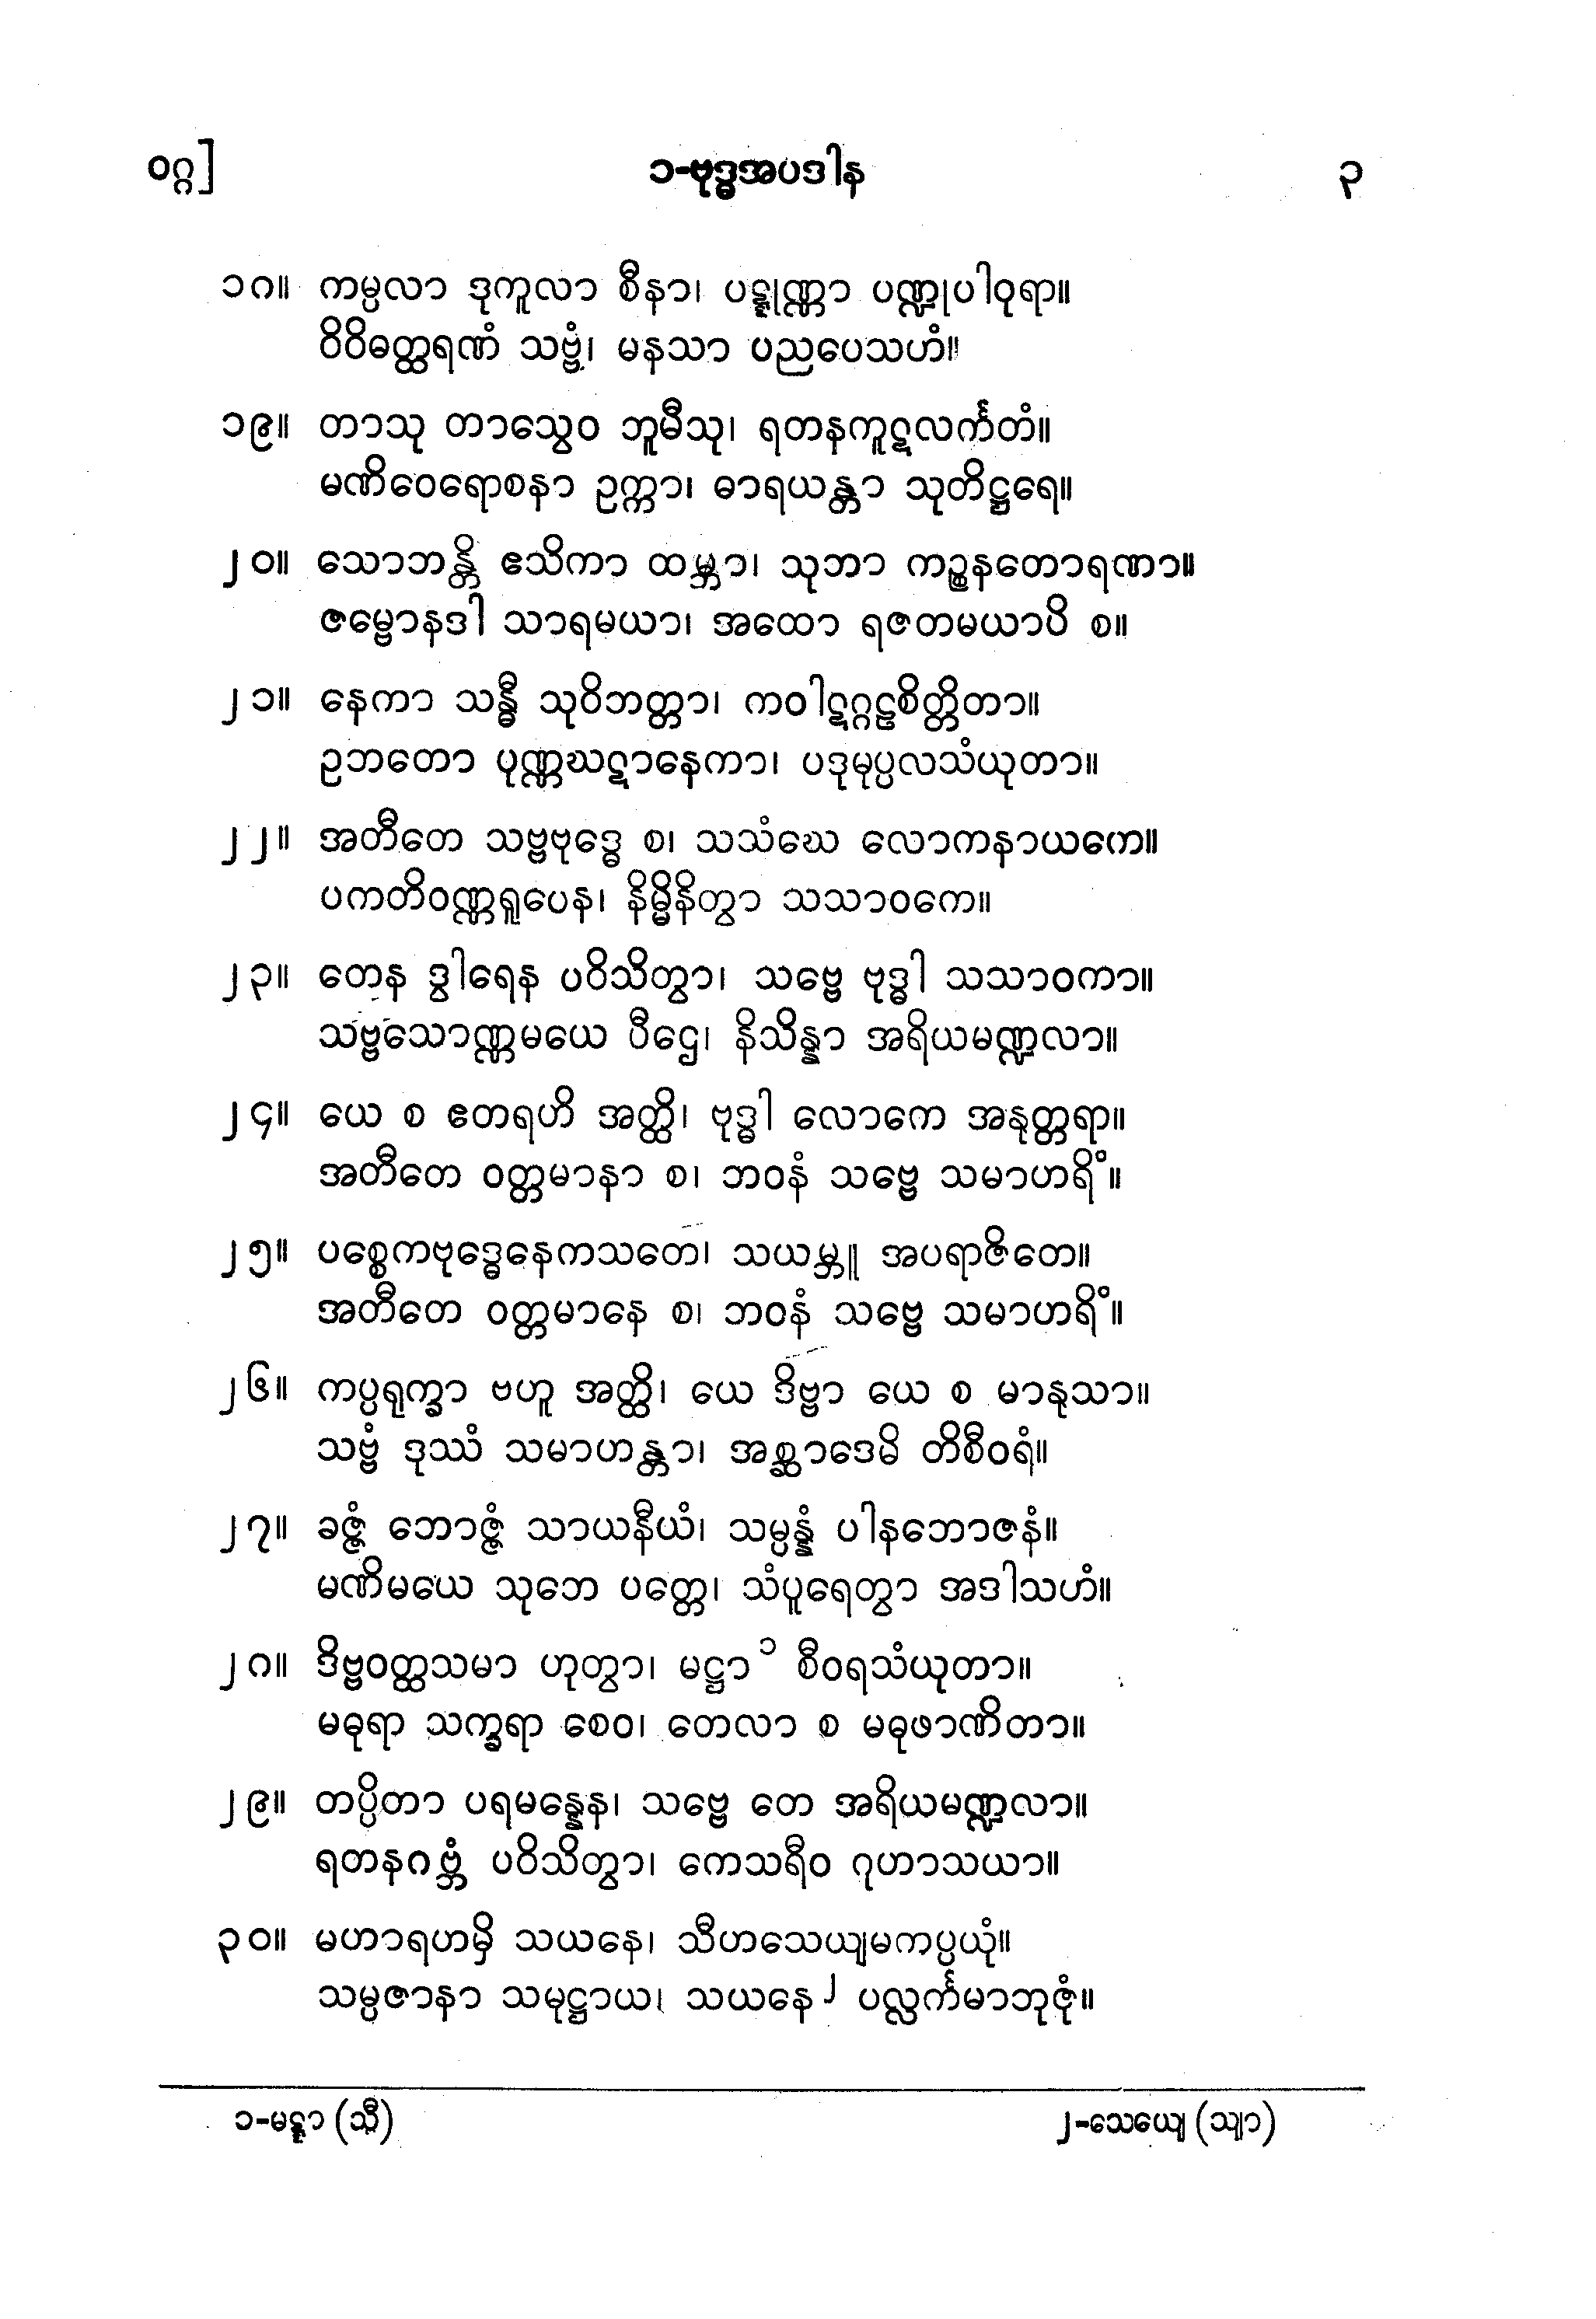 ဝဂ္ဂ]
၁-ဗုဒ္ဓအပဒါန
၃
၁၈။ ကမ္ပလာ ဒုကူလာ စီနာ၊ ပဋ္ဋုဏ္ဏာ ပဏ္ဍုပါဝုရာ။
ဝိဝိဓတ္ထရဏံ သဗ္ဗံ၊ မနသာ ပညပေသဟံ။
၁၉။ တာသု တာသွေဝ ဘူမီသု၊ ရတနကူဋလင်္ကတံ။
မဏိဝေရောစနာ ဥက္ကာ၊ ဓာရယန္တာ သုတိဋ္ဌရေ။
၂၀။ သောဘန္တိ ဧသိကာ ထမ္ဘာ၊ သုဘာ ကဉ္စနတောရဏာ။
ဇမ္ဗောနဒါ သာရမယာ၊ အထော ရဇတမယာပိ စ။
၂၁။ နေကာ သန္ဓီ သုဝိဘတ္တာ၊ ကဝါဋဂ္ဂဠစိတ္တိတာ။
ဥဘတော ပုဏ္ဏဃဋာနေကာ၊ ပဒုမုပ္ပလသံယုတာ။
၂၂။ အတီတေ သဗ္ဗဗုဒ္ဓေ စ၊ သသံဃေ လောကနာယကေ။
ပကတိဝဏ္ဏရူပေန၊ နိမ္မိနိတွာ သသာဝကေ။
၂၃။ တေန ဒွါရေန ပဝိသိတွာ၊ သဗ္ဗေ ဗုဒ္ဓါ သသာဝကာ။
သဗ္ဗသောဏ္ဏမယေ ပီဌေ၊ နိသိန္နာ အရိယမဏ္ဍလာ။
၂၄။ ယေ စ ဧတရဟိ အတ္ထိ၊ ဗုဒ္ဓါ လောကေ အနုတ္တရာ။
အတီတေ ဝတ္တမာနာ စ၊ ဘဝနံ သဗ္ဗေ သမာဟရိံ။
၂၅။ ပစ္စေကဗုဒ္ဓေနေကသတေ၊ သယမ္ဘူ အပရာဇိတေ။
အတီတေ ဝတ္တမာနေ စ၊ ဘဝနံ သဗ္ဗေ သမာဟရိံ။
၂၆။ ကပ္ပရုက္ခာ ဗဟူ အတ္ထိ၊ ယေ ဒိဗ္ဗာ ယေ စ မာနုသာ။
သဗ္ဗံ ဒုဿံ သမာဟန္တာ၊ အစ္ဆာဒေမိ တိစီဝရံ။
၂၇။ ခဇ္ဇံ ဘောဇ္ဇံ သာယနီယံ၊ သမ္ပန္နံ ပါနဘောဇနံ။
မဏိမယေ သုဘေ ပတ္တေ၊ သံပူရေတွာ အဒါသဟံ။
၂၈။ ဒိဗ္ဗဝတ္ထသမာ ဟုတွာ၊ မဋ္ဌာ ၁ စီဝရသံယုတာ။
မဓုရာ သက္ခရာ စေဝ၊ တေလာ စ မဓုဖာဏိတာ။
၂၉။ တပ္ပိတာ ပရမန္နေန၊ သဗ္ဗေ တေ အရိယမဏ္ဍလာ။
ရတနဂဗ္ဘံ ပဝိသိတွာ၊ ကေသရီဝ ဂုဟာသယာ။
၃၀။ မဟာရဟမှိ သယနေ၊ သီဟသေယျမကပ္ပယုံ။
သမ္ပဇာနာ သမုဋ္ဌာယ၊ သယနေ ၂ ပလ္လင်္ကမာဘုဇုံ။
၁-မဋ္ဋာ (သီ)
၂-သေယျေ (သျာ)